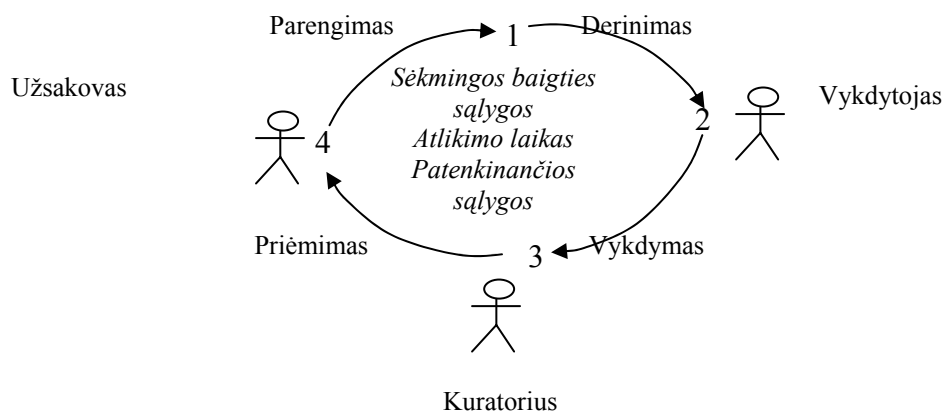 Parengimas
1
Derinimas
Užsakovas
Sėkmingos baigties
sąlygos
Atlikimo laikas
Patenkinančios
sąlygos
Vykdytojas
4
2
Priėmimas
3
Vykdymas
Kuratorius